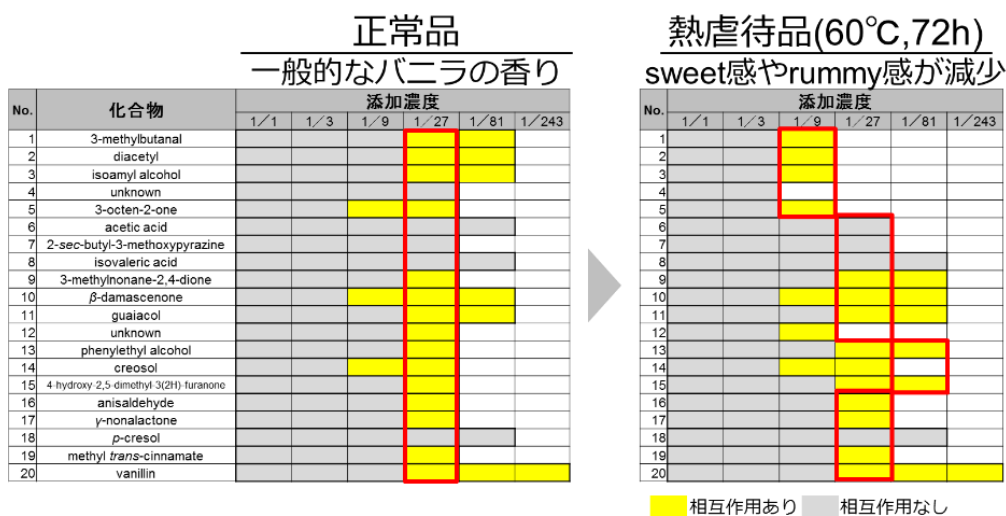 正常品
一般的なバニラの香り
熱虐待品(60℃,72h)
sweet感やrummy感が減少
No. 化合物 添加濃度
1/1 1/3 1/9 1/27 1/81 1/243
1 3-methylbutanal
2 diacetyl
3 isoamyl alcohol
4 unknown
5 3-octen-2-one
6 acetic acid
7 2-sec-butyl-3-methoxypyrazine
8 isovaleric acid
9 3-methylnonane-2,4-dione
10 β-damascenone
11 guaiacol
12 unknown
13 phenylethyl alcohol
14 creosol
15 4-hydroxy-2,5-dimethyl-3(2H)-furanone
16 anisaldehyde
17 γ-nonalactone
18 p-cresol
19 methyl trans-cinnamate
20 vanillin
No. 添加濃度
1/1 1/3 1/9 1/27 1/81 1/243
1
2
3
4
5
6
7
8
9
10
11
12
13
14
15
16
17
18
19
20
相互作用あり 相互作用なし